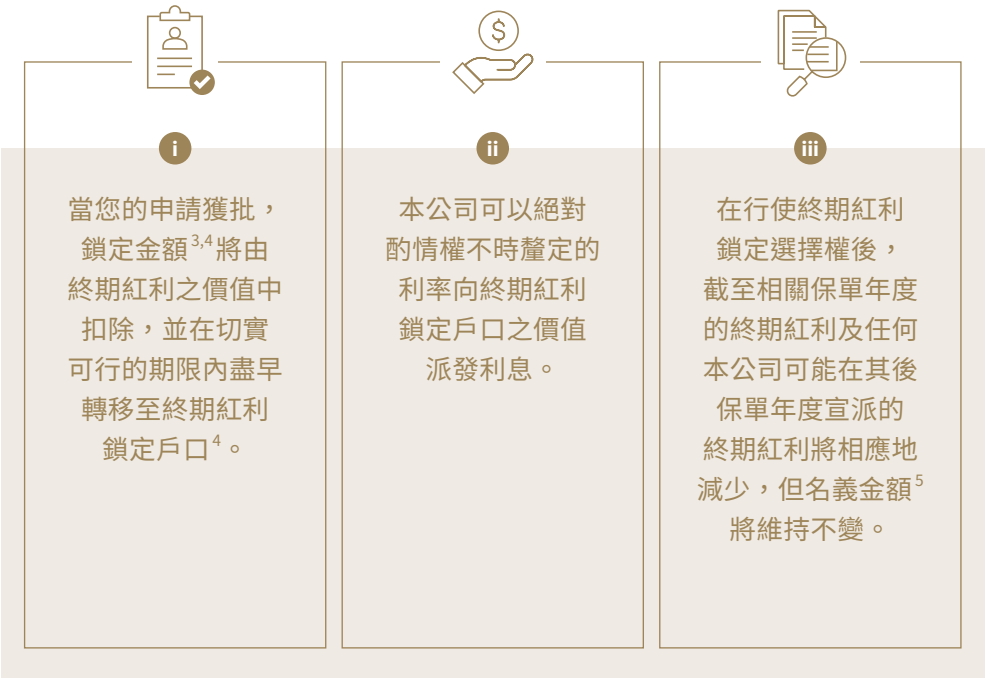 $
i
當您的申請獲批，
鎖定金額3,4將由
終期紅利之價值中
扣除，並在切實
可行的期限內盡早
轉移至終期紅利
鎖定戶口4。
ii
本公司可以絕對
酌情權不時釐定的
利率向終期紅利
鎖定戶口之價值
派發利息。
iii
在行使終期紅利
鎖定選擇權後，
截至相關保單年度
的終期紅利及任何
本公司可能在其後
保單年度宣派的
終期紅利將相應地
減少，但名義金額5
將維持不變。